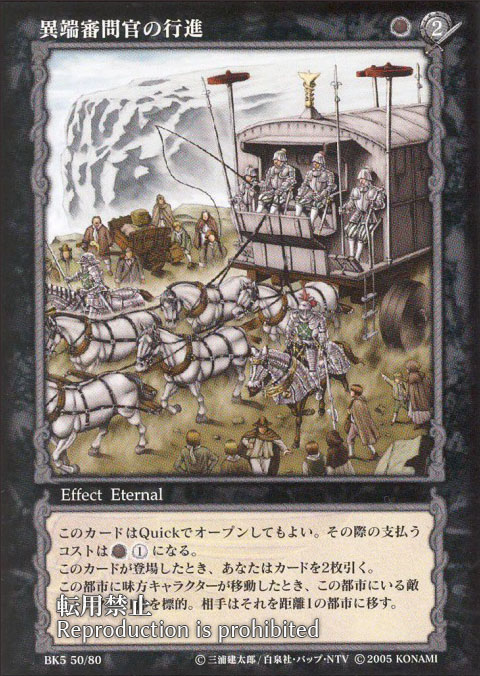 異端審問官の行進
2
Effect Eternal
このカードはQuickでオープンしてもよい。その際の支払う
コストは 1 になる。
このカードが登場したとき、あなたはカードを2枚引く。
この都市に味方キャラクターが移動したとき、この都市にいる敵
を標的。相手はそれを距離1の都市に移す。
転用禁止
Reproduction is prohibited
BK5 50/80
©三浦建太郎/白泉社・バップ・NTV ©2005 KONAMI